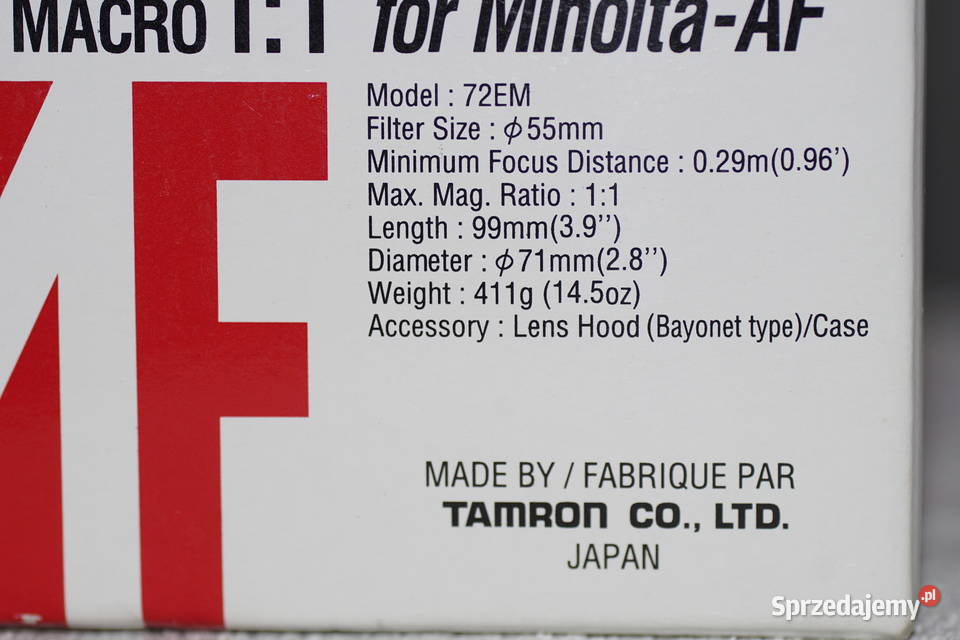 MACRO 1:1 for Minolta-AF
AF
Model : 72EM
Filter Size : ϕ55mm
Minimum Focus Distance : 0.29m(0.96’)
Max. Mag. Ratio : 1:1
Length : 99mm(3.9’’)
Diameter : ϕ71mm(2.8’’)
Weight : 411g (14.5oz)
Accessory : Lens Hood (Bayonet type)/Case
MADE BY / FABRIQUE PAR
TAMRON CO., LTD.
JAPAN
Sprzedajemy.pl